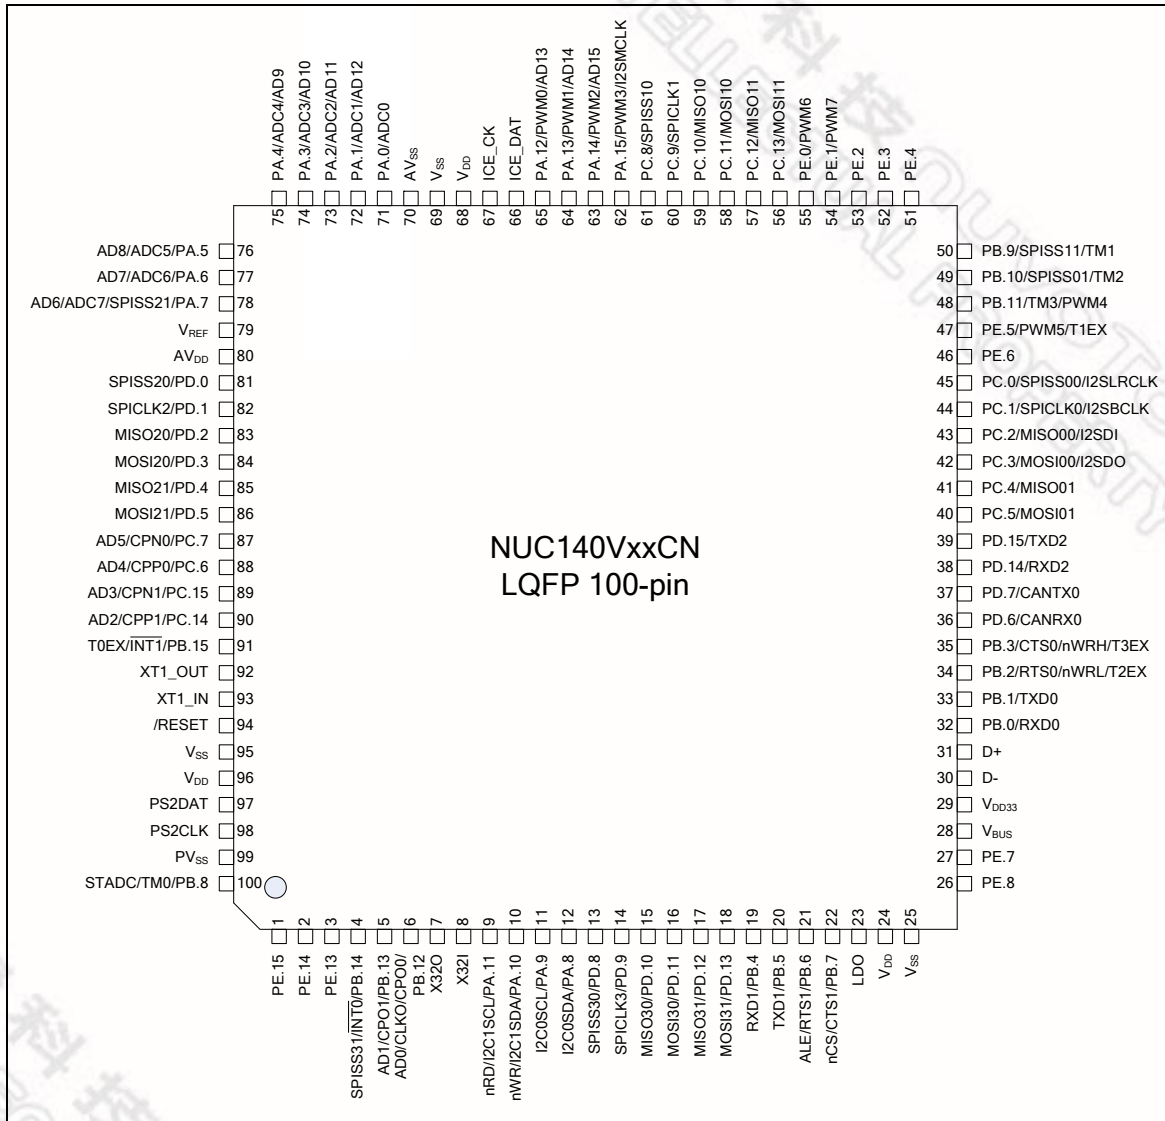 PA.4/ADC4/AD9
PA.3/ADC3/AD10
PA.2/ADC2/AD11
PA.1/ADC1/AD12
PA.0/ADC0
AVSS
VSS
VDD
ICE_CK
ICE_DAT
PA.12/PWM0/AD13
PA.13/PWM1/AD14
PA.14/PWM2/AD15
PA.15/PWM3/I2SMCLK
PC.8/SPISS10
PC.9/SPICLK1
PC.10/MISO10
PC.11/MOSI10
PC.12/MISO11
PC.13/MOSI11
PE.0/PWM6
PE.1/PWM7
PE.2
PE.3
PE.4
75 74 73 72 71 70 69 68 67 66 65 64 63 62 61 60 59 58 57 56 55 54 53 52 51
AD8/ADC5/PA.5 76
AD7/ADC6/PA.6 77
AD6/ADC7/SPISS21/PA.7 78
VREF 79
AVDD 80
SPISS20/PD.0 81
SPICLK2/PD.1 82
MISO20/PD.2 83
MOSI20/PD.3 84
MISO21/PD.4 85
MOSI21/PD.5 86
AD5/CPN0/PC.7 87
AD4/CPP0/PC.6 88
AD3/CPN1/PC.15 89
AD2/CPP1/PC.14 90
T0EX/INT1/PB.15 91
XT1_OUT 92
XT1_IN 93
/RESET 94
VSS 95
VDD 96
PS2DAT 97
PS2CLK 98
PVSS 99
STADC/TM0/PB.8 100
NUC140VxxCN
LQFP 100-pin
50 PB.9/SPISS11/TM1
49 PB.10/SPISS01/TM2
48 PB.11/TM3/PWM4
47 PE.5/PWM5/T1EX
46 PE.6
45 PC.0/SPISS00/I2SLRCLK
44 PC.1/SPICLK0/I2SBCLK
43 PC.2/MISO00/I2SDI
42 PC.3/MOSI00/I2SDO
41 PC.4/MISO01
40 PC.5/MOSI01
39 PD.15/TXD2
38 PD.14/RXD2
37 PD.7/CANTX0
36 PD.6/CANRX0
35 PB.3/CTS0/nWRH/T3EX
34 PB.2/RTS0/nWRL/T2EX
33 PB.1/TXD0
32 PB.0/RXD0
31 D+
30 D-
29 VDD33
28 VBUS
27 PE.7
26 PE.8
1 2 3 4 5 6 7 8 9 10 11 12 13 14 15 16 17 18 19 20 21 22 23 24 25
PE.15
PE.14
PE.13
SPISS31/INT0/PB.14
AD1/CPO1/PB.13
AD0/CLKO/CPO0/
PB.12
X32O
X32I
nRD/I2C1SCL/PA.11
nWR/I2C1SDA/PA.10
I2C0SCL/PA.9
I2C0SDA/PA.8
SPISS30/PD.8
SPICLK3/PD.9
MISO30/PD.10
MOSI30/PD.11
MISO31/PD.12
MOSI31/PD.13
RXD1/PB.4
TXD1/PB.5
ALE/RTS1/PB.6
nCS/CTS1/PB.7
LDO
VDD
VSS
科 技 nuvoTo
TELLECTUAL PROPERTY
科 技